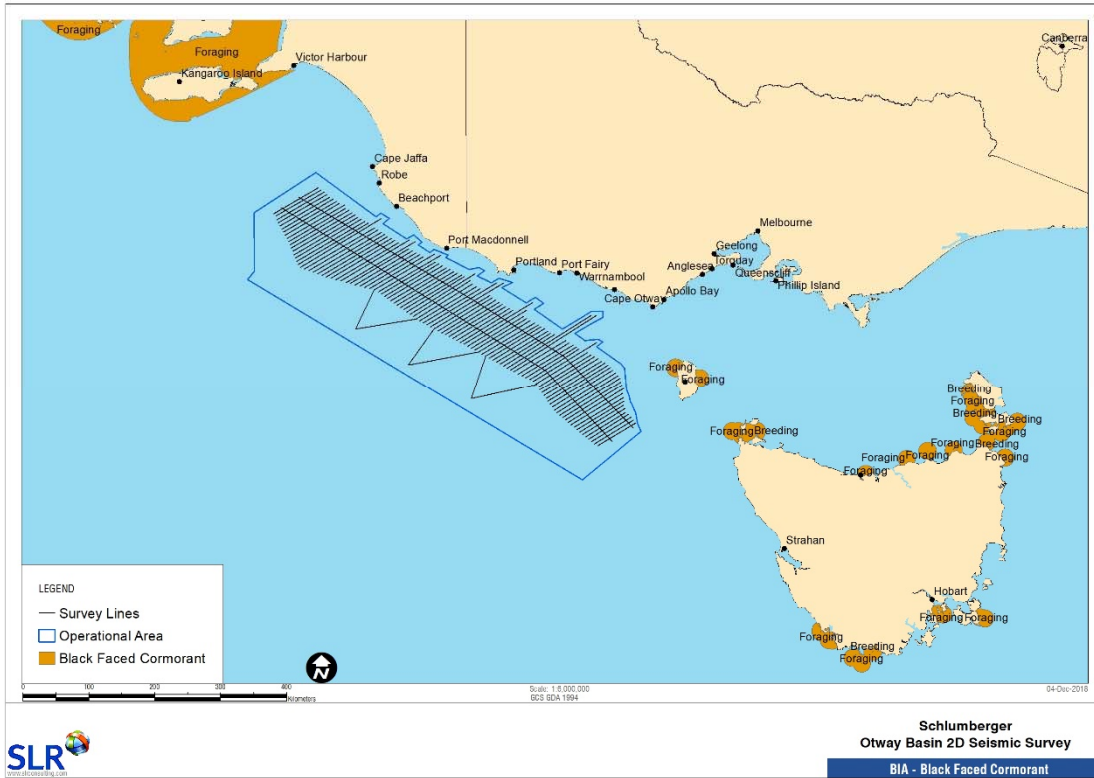 Foraging
Canberra
Foraging
Victor Harbour
Kangaroo Island
Cape Jaffa
Robe
Beachport
Melbourne
Port Macdonnell
Geelong
Torquay
Portland
Port Fairy
Anglesea
Queenscliff
Warrnambool
Phillip Island
Apollo Bay
Cape Otway
Foraging
Foraging
Breeding
Foraging
Breeding
Breeding
Foraging
Breeding
Foraging
Breeding
Foraging
Foraging
Foraging
Foraging
Foraging
Strahan
Hobart
Foraging
Foraging
Foraging
Breeding
Foraging
LEGEND
Survey Lines
Operational Area
Black Faced Cormorant
N
0 100 200 300 400
Kilometers
Scale: 1:6,000,000
GCS GDA 1994
04-Dec-2018
SLR
www.slrconsulting.com
Schlumberger
Otway Basin 2D Seismic Survey
BIA - Black Faced Cormorant